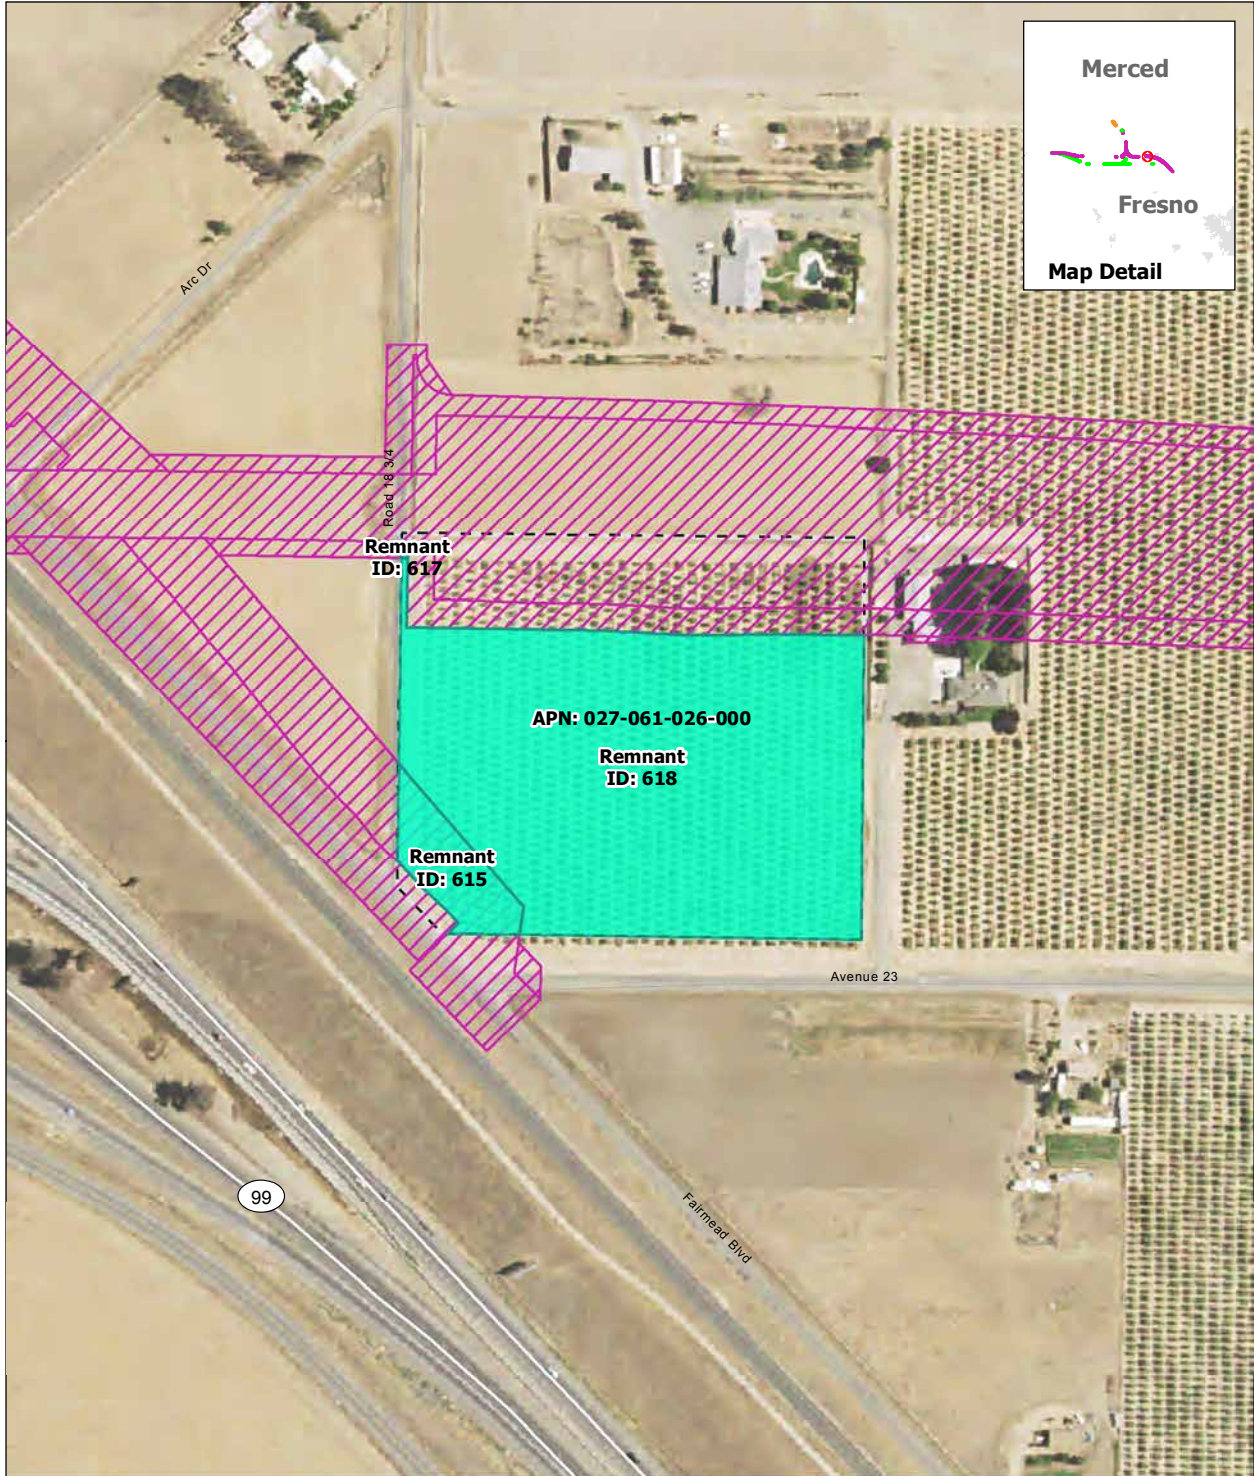 Merced
Fresno
Map Detail
Arc Dr
Road 18 3/4
Remnant
ID: 617
APN: 027-061-026-000
Remnant
ID: 618
Remnant
ID: 615
Avenue 23
99
Fairmead Blvd